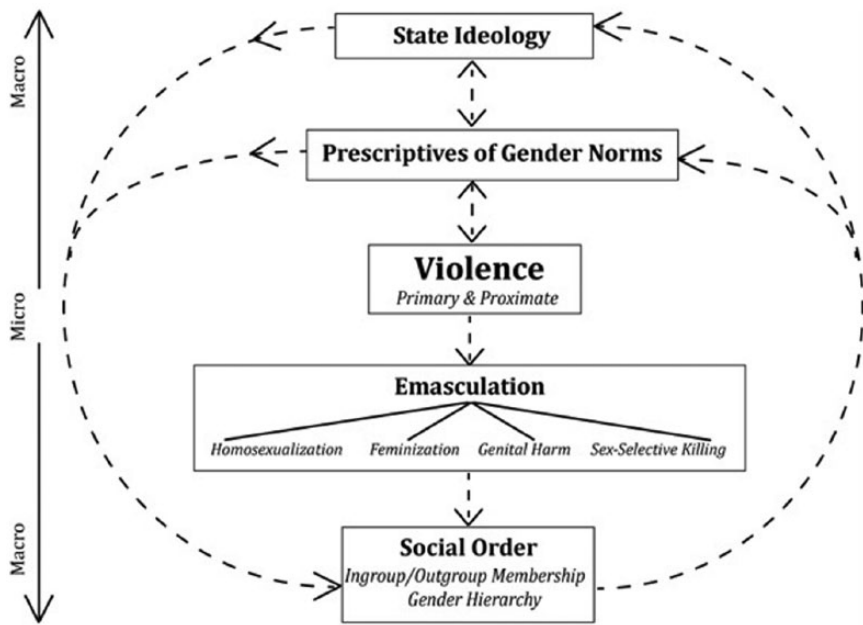 Macro
Micro
Macro
State Ideology
Prescriptives of Gender Norms
Violence
Primary & Proximate
Emasculation
Homosexualization Feminization Genital Harm Sex-Selective Killing
Social Order
Ingroup/Outgroup Membership
Gender Hierarchy